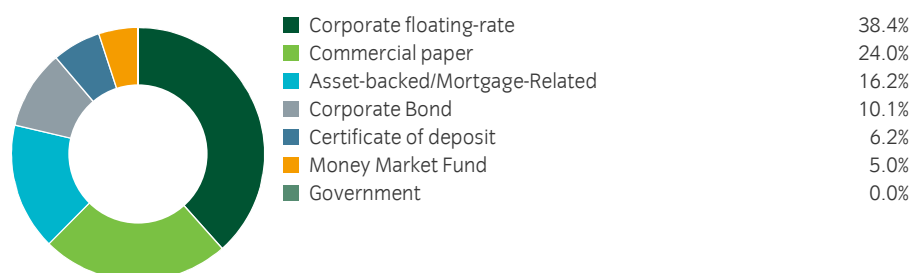 Corporate floating-rate 38.4%
Commercial paper 24.0%
Asset-backed/Mortgage-Related 16.2%
Corporate Bond 10.1%
Certificate of deposit 6.2%
Money Market Fund 5.0%
Government 0.0%